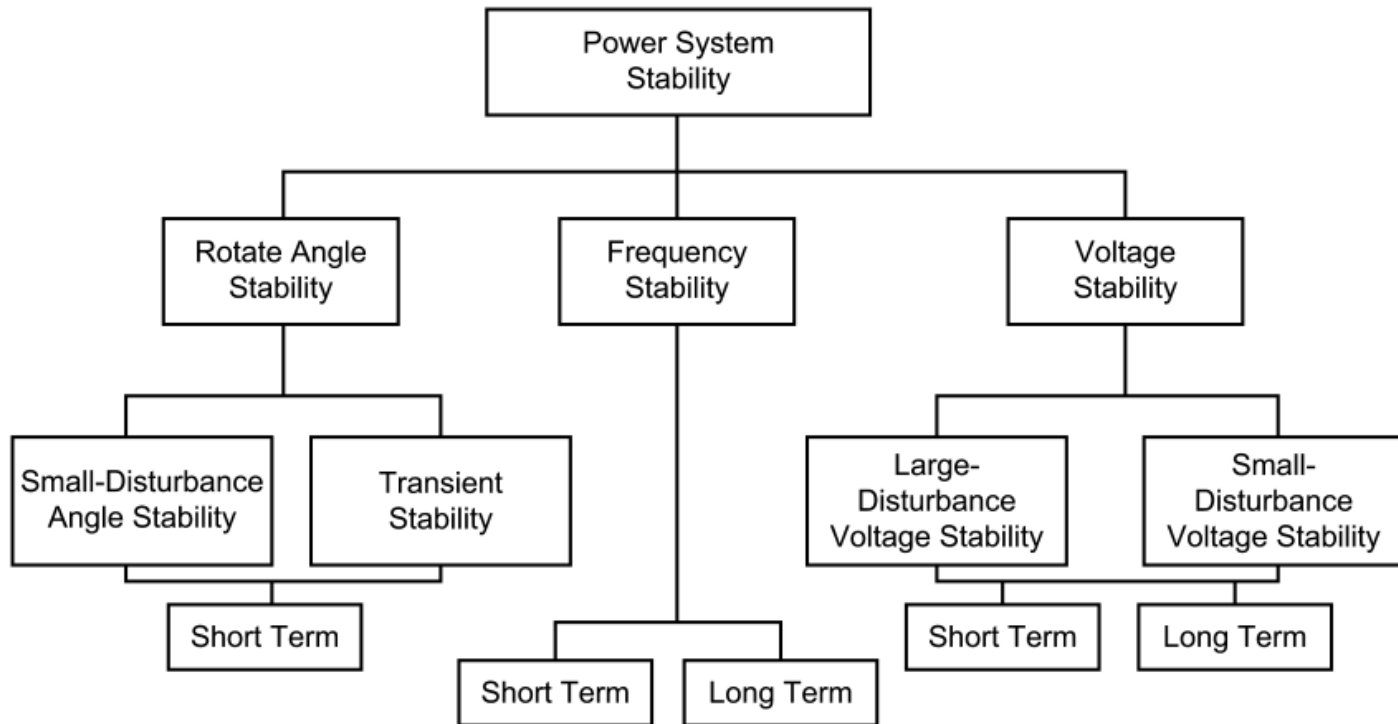 Power System
Stability
Rotate Angle
Stability
Frequency
Stability
Voltage
Stability
Small-Disturbance
Angle Stability
Transient
Stability
Large-
Disturbance
Voltage Stability
Small-
Disturbance
Voltage Stability
Short Term
Short Term
Long Term
Short Term
Long Term